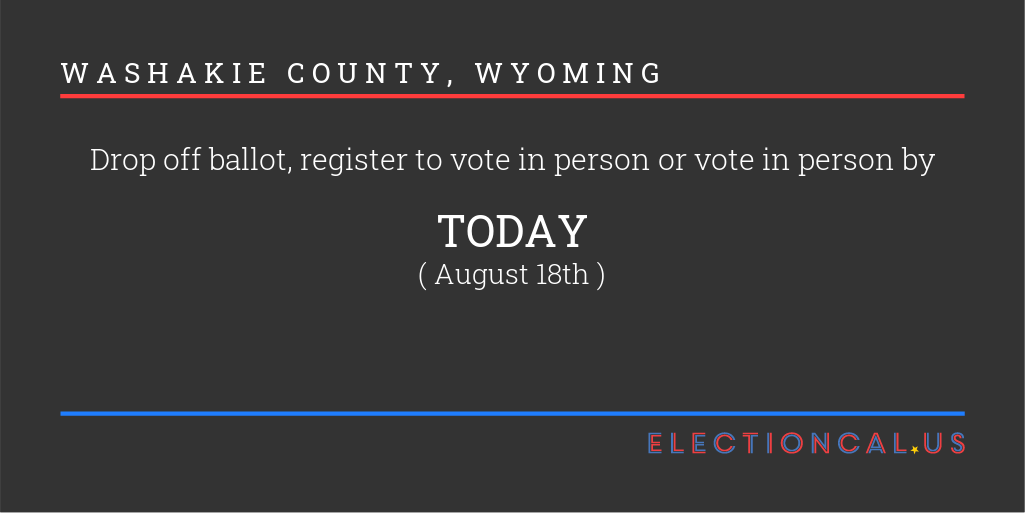 WASHAKIE COUNTY, WYOMING
Drop off ballot, register to vote in person or vote in person by
TODAY
( August 18th )
ELECTIONCAL.US